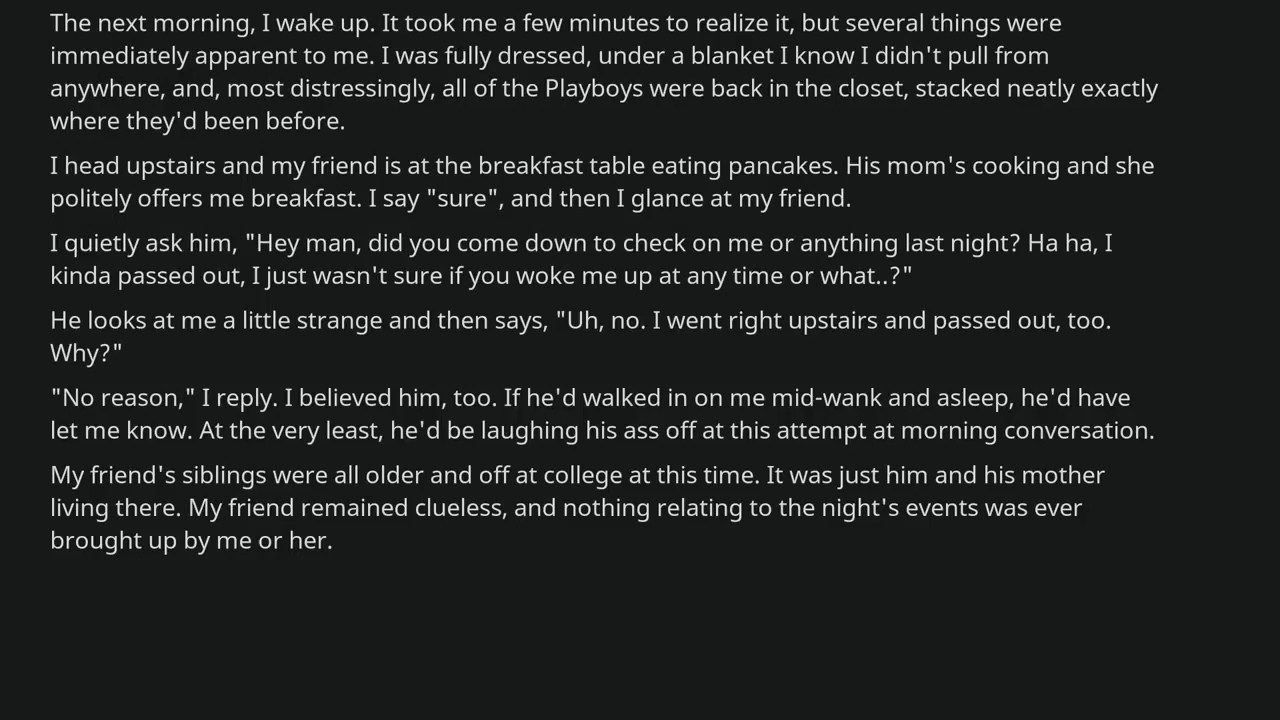 The next morning, I wake up. It took me a few minutes to realize it, but several things were
immediately apparent to me. I was fully dressed, under a blanket I know I didn't pull from
anywhere, and, most distressingly, all of the Playboys were back in the closet, stacked neatly exactly
where they'd been before.
I head upstairs and my friend is at the breakfast table eating pancakes. His mom's cooking and she
politely offers me breakfast. I say "sure", and then I glance at my friend.
I quietly ask him, "Hey man, did you come down to check on me or anything last night? Ha ha, I
kinda passed out, I just wasn't sure if you woke me up at any time or what..?"
He looks at me a little strange and then says, "Uh, no. I went right upstairs and passed out, too.
Why?"
"No reason," I reply. I believed him, too. If he'd walked in on me mid-wank and asleep, he'd have
let me know. At the very least, he'd be laughing his ass off at this attempt at morning conversation.
My friend's siblings were all older and off at college at this time. It was just him and his mother
living there. My friend remained clueless, and nothing relating to the night's events was ever
brought up by me or her.